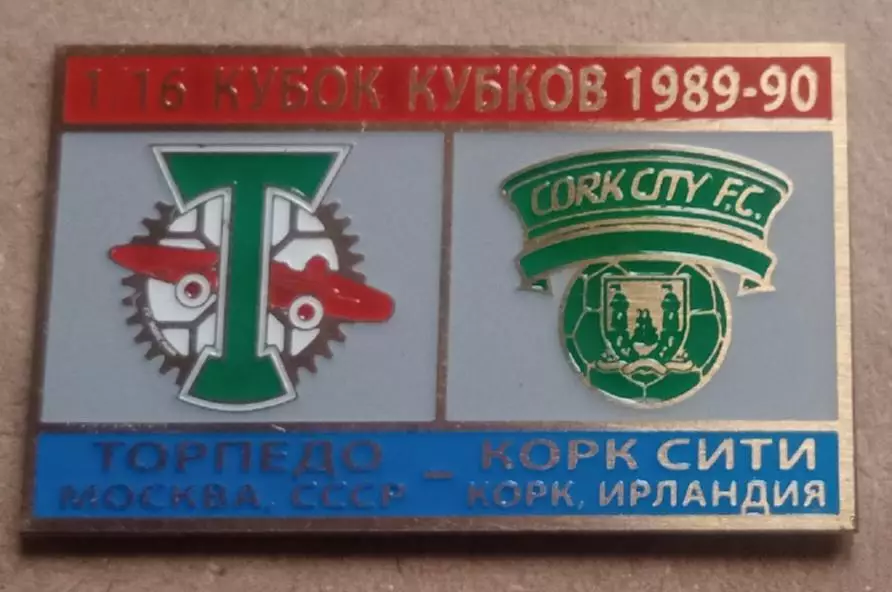 1 16 КУБОК КУБКОВ 1989-90
Т
CORK CITY F.C.
ТОРПЕДО - КОРК СИТИ
МОСКВА, СССР КОРК, ИРЛАНДИЯ